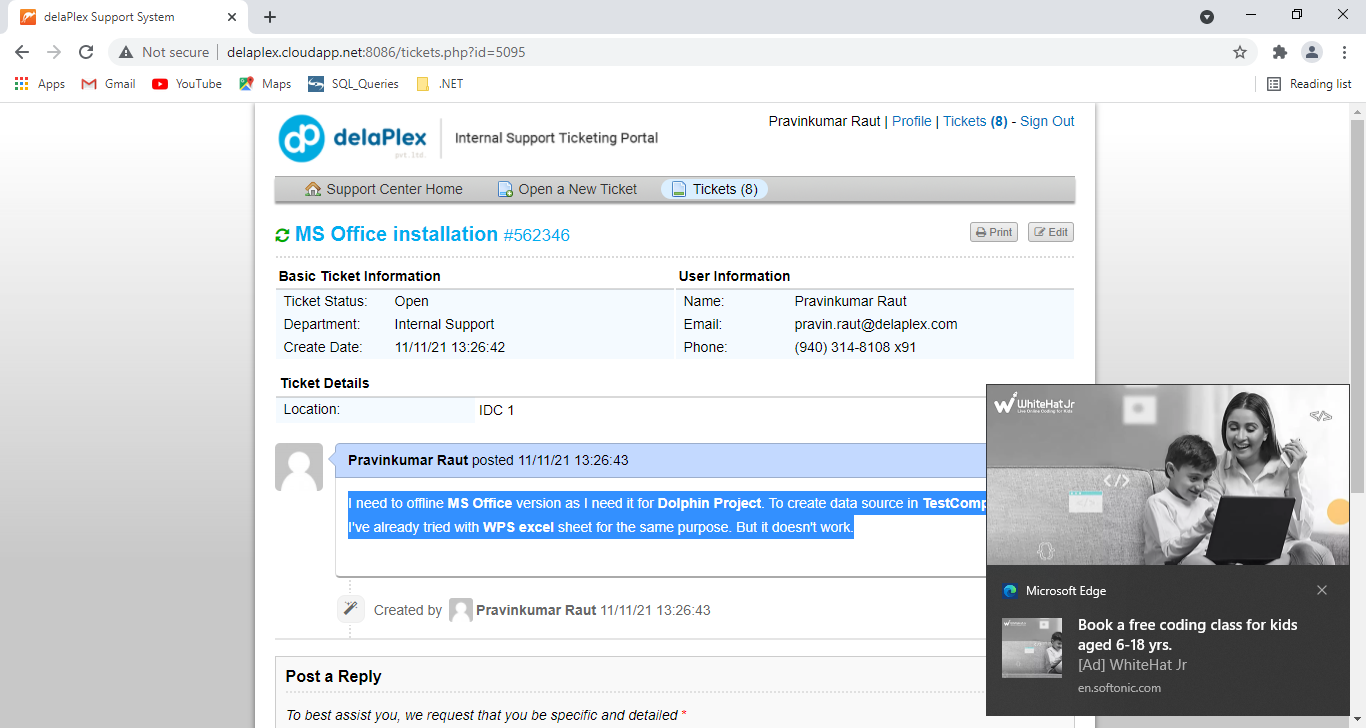 delaPlex Support System
Not secure
delaplex.cloudapp.net:8086/tickets.php?id=5095
Apps
Gmail
YouTube
Maps
SQL_Queries
.NET
Reading list
dp delaPlex
pvt. ltd.
Internal Support Ticketing Portal
Pravinkumar Raut | Profile | Tickets (8) - Sign Out
Support Center Home
Open a New Ticket
Tickets (8)
MS Office installation #562346
Print
Edit
Basic Ticket Information
Ticket Status: Open
Department: Internal Support
Create Date: 11/11/21 13:26:42
User Information
Name: Pravinkumar Raut
Email: pravin.raut@delaplex.com
Phone: (940) 314-8108 x91
Ticket Details
Location: IDC 1
Pravinkumar Raut posted 11/11/21 13:26:43
I need to offline MS Office version as I need it for Dolphin Project. To create data source in TestComp
I've already tried with WPS excel sheet for the same purpose. But it doesn't work.
Created by Pravinkumar Raut 11/11/21 13:26:43
Post a Reply
To best assist you, we request that you be specific and detailed *
WhiteHat Jr
Live Online Coding for Kids
</>
</>
Microsoft Edge
Book a free coding class for kids
aged 6-18 yrs.
[Ad] WhiteHat Jr
en.softonic.com